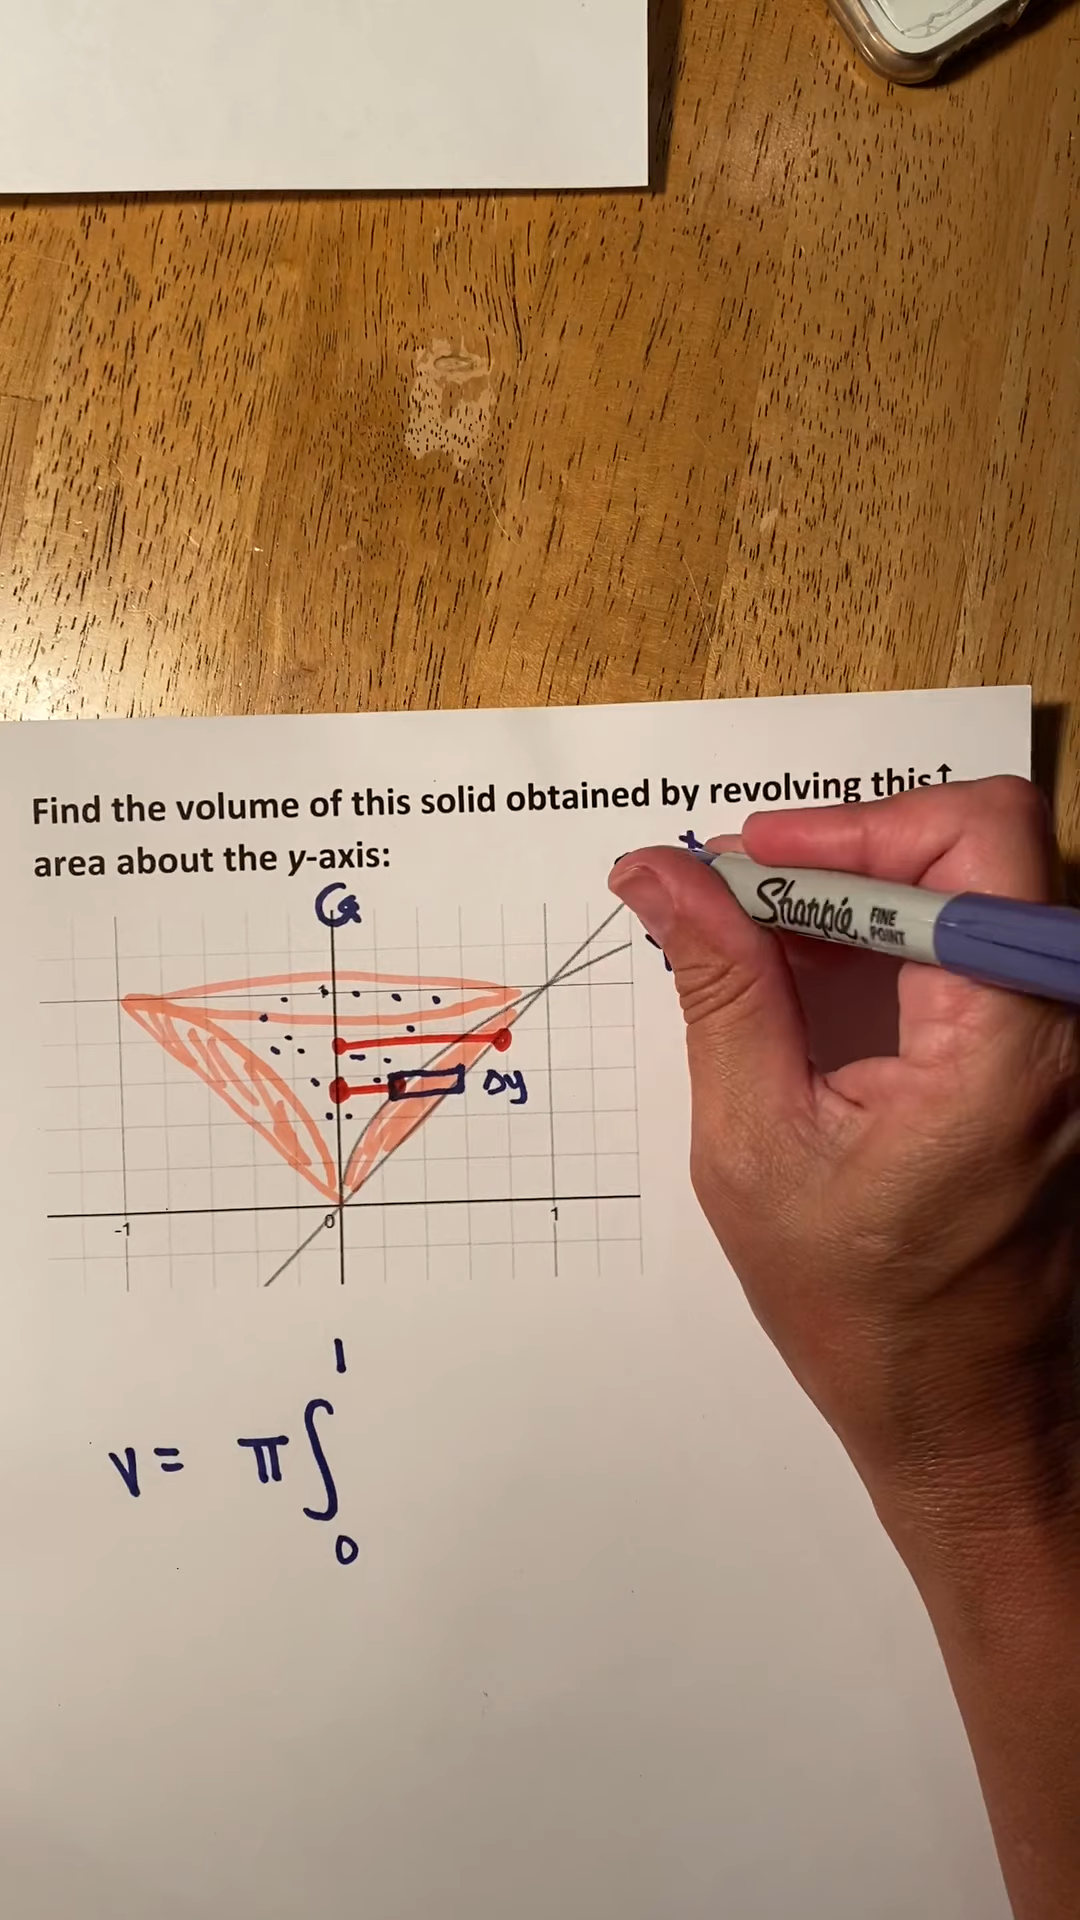 Find the volume of this solid obtained by revolving this↑
area about the y-axis:
x
Sharpie. FINE
POINT
1
Δy
-1
0
1
1
V = π∫
0